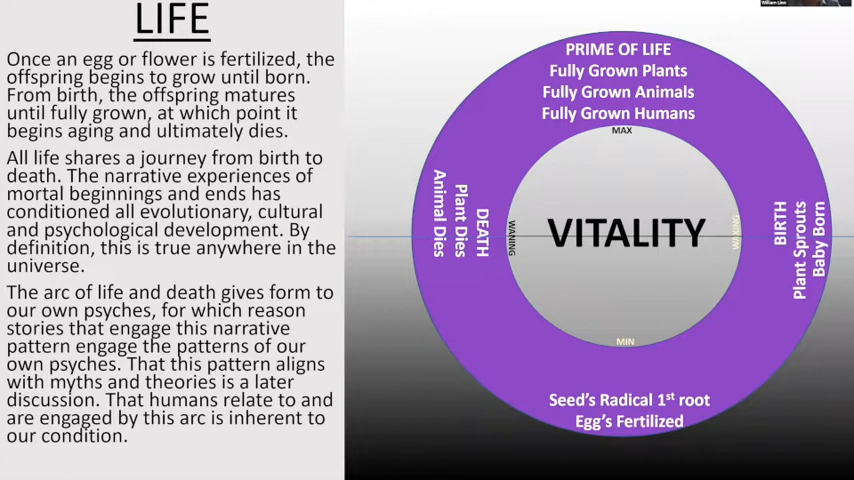 LIFE
Once an egg or flower is fertilized, the
offspring begins to grow until born.
From birth, the offspring matures
until fully grown, at which point it
begins aging and ultimately dies.
All life shares a journey from birth to
death. The narrative experiences of
mortal beginnings and ends has
conditioned all evolutionary, cultural
and psychological development. By
definition, this is true anywhere in the
universe.
The arc of life and death gives form to
our own psyches, for which reason
stories that engage this narrative
pattern engage the patterns of our
own psyches. That this pattern aligns
with myths and theories is a later
discussion. That humans relate to and
are engaged by this arc is inherent to
our condition.
William Linn
PRIME OF LIFE
Fully Grown Plants
Fully Grown Animals
Fully Grown Humans
MAX
DEATH
Plant Dies
Animal Dies
WANING
VITALITY
WAXING
BIRTH
Plant Sprouts
Baby Born
MIN
Seed's Radical 1st root
Egg's Fertilized